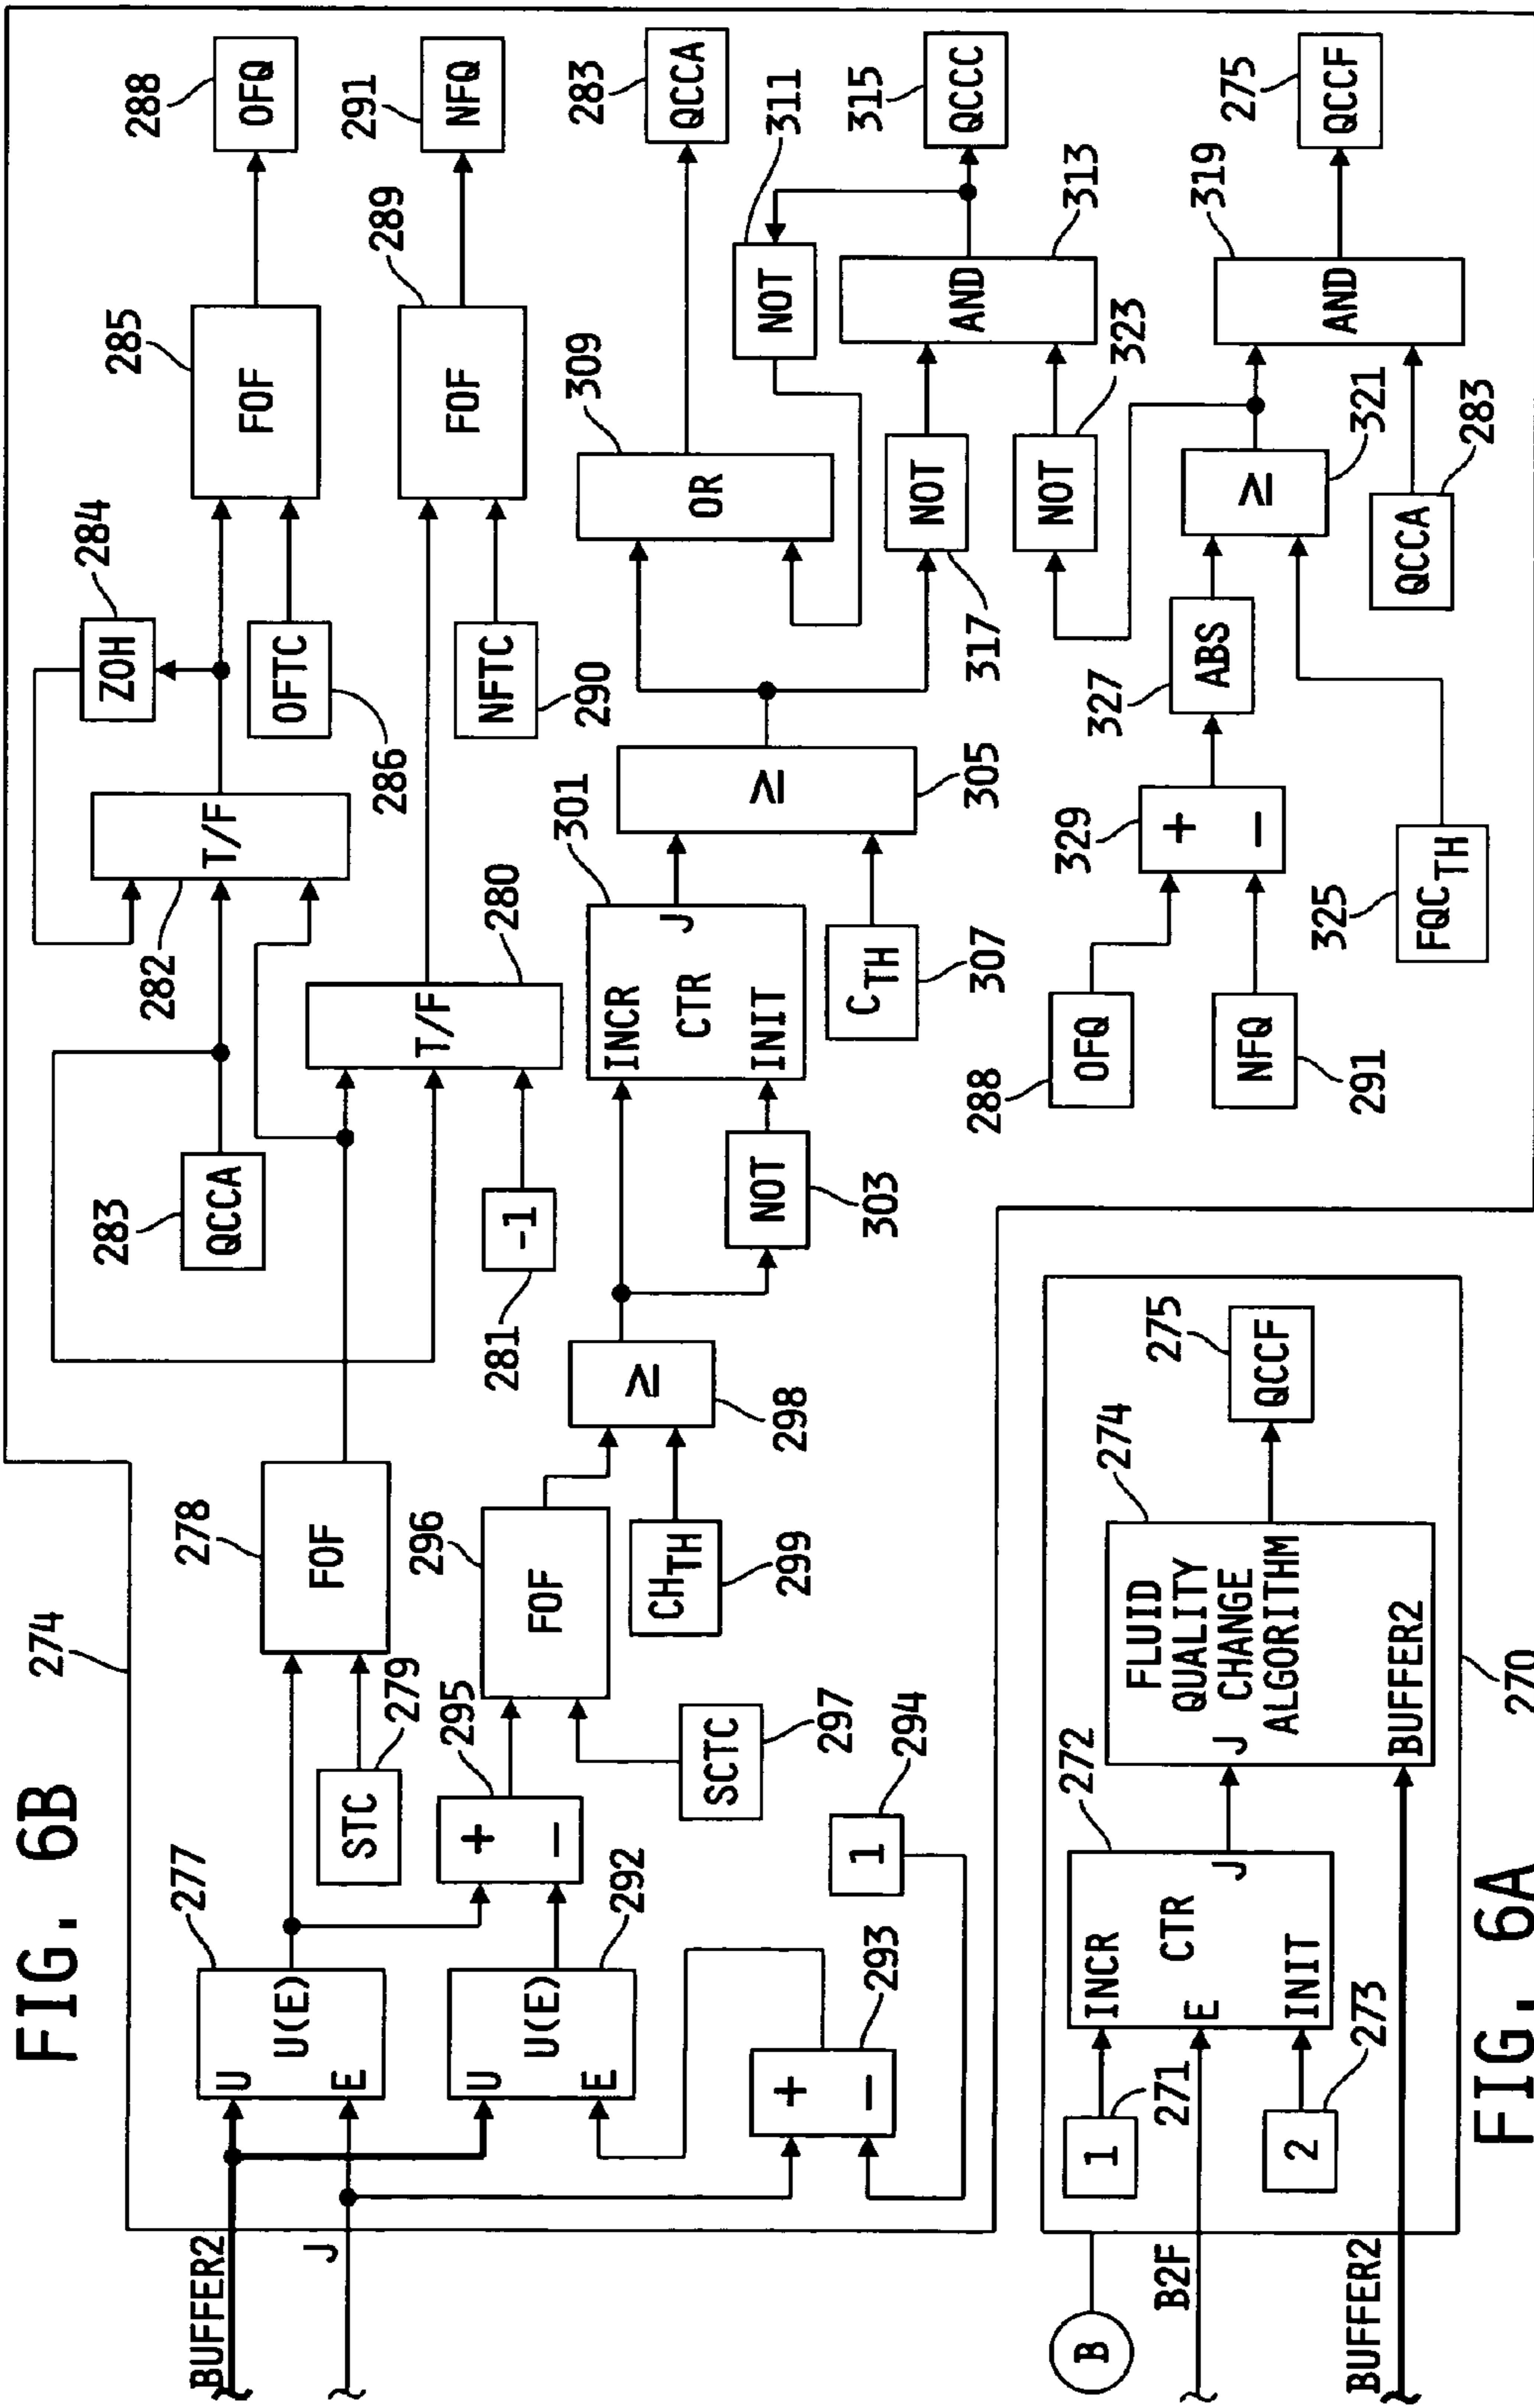 FIG. 6B
274
BUFFER2
J
277
U
U(E)
E
STC
279
278
FOF
283
QCCA
282
T/F
284
ZOH
OFTC
286
285
FOF
288
OFQ
292
U
U(E)
E
295
+
−
296
FOF
SCTC
297
281
-1
280
T/F
NFTC
290
289
FOF
291
NFQ
293
+
−
294
1
CH TH
299
≥
298
NOT
303
301
INCR
CTR
J
INIT
C TH
307
≥
305
309
OR
283
QCCA
NOT
311
NOT
317
AND
313
315
QCCC
NOT
323
288
OFQ
NFQ
291
329
+
−
327
ABS
325
FQC TH
≥
321
QCCA
283
AND
319
275
QCCF
FIG. 6A
270
B
B2F
BUFFER2
1
271
2
273
272
INCR
E
CTR
J
INIT
274
FLUID
QUALITY
CHANGE
ALGORITHM
J
BUFFER2
275
QCCF